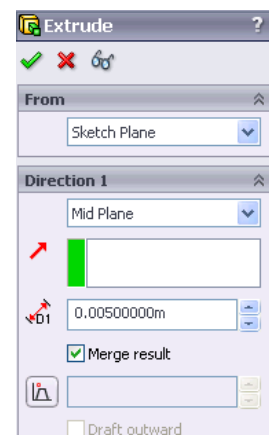 Extrude ?
From
Sketch Plane
Direction 1
Mid Plane
D1 0.00500000m
Merge result
Draft outward